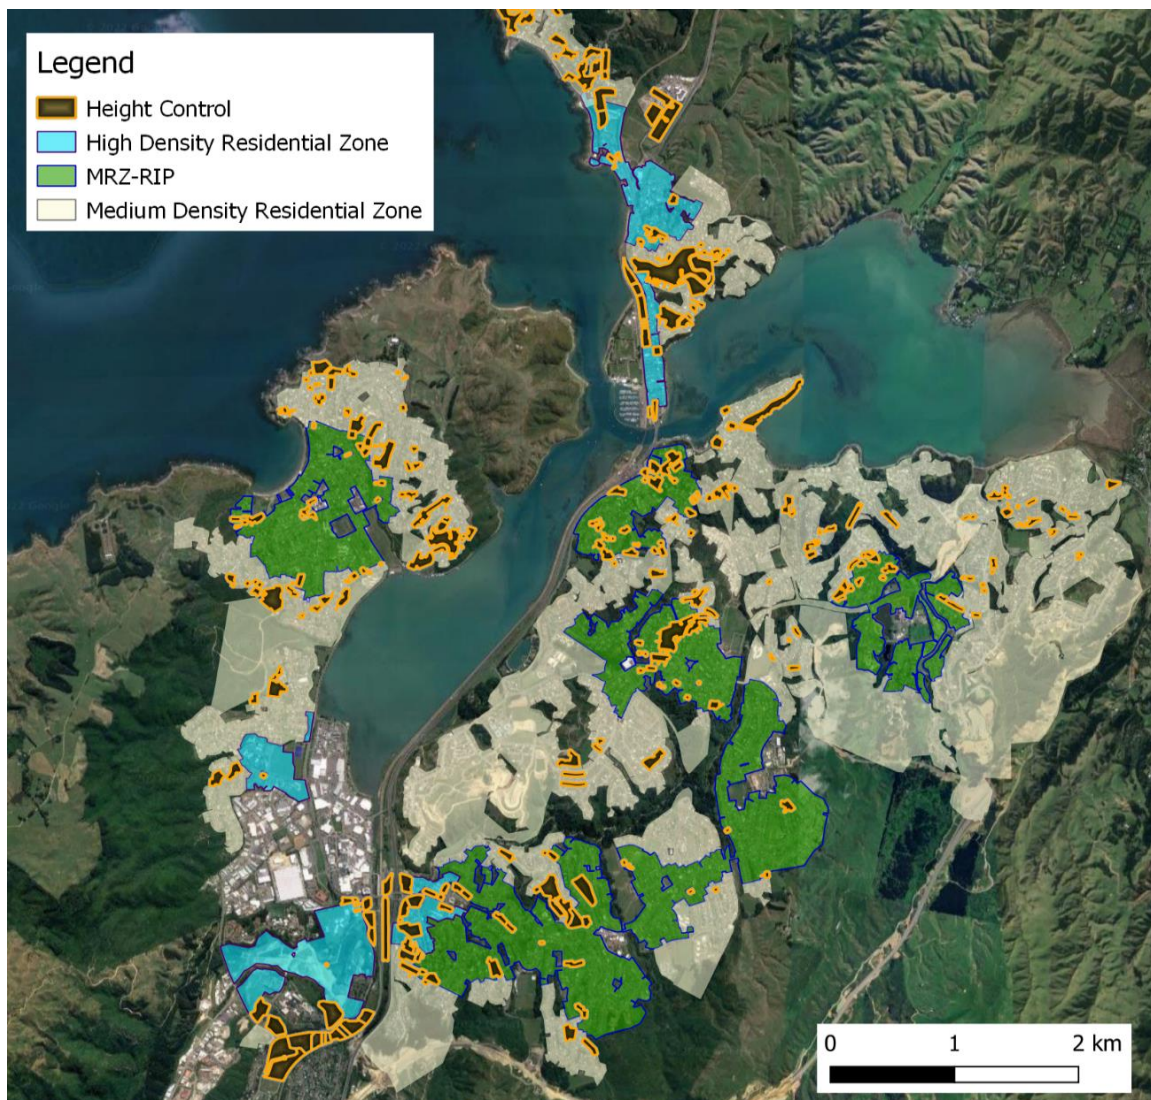 Legend
Height Control
High Density Residential Zone
MRZ-RIP
Medium Density Residential Zone
0 1 2 km